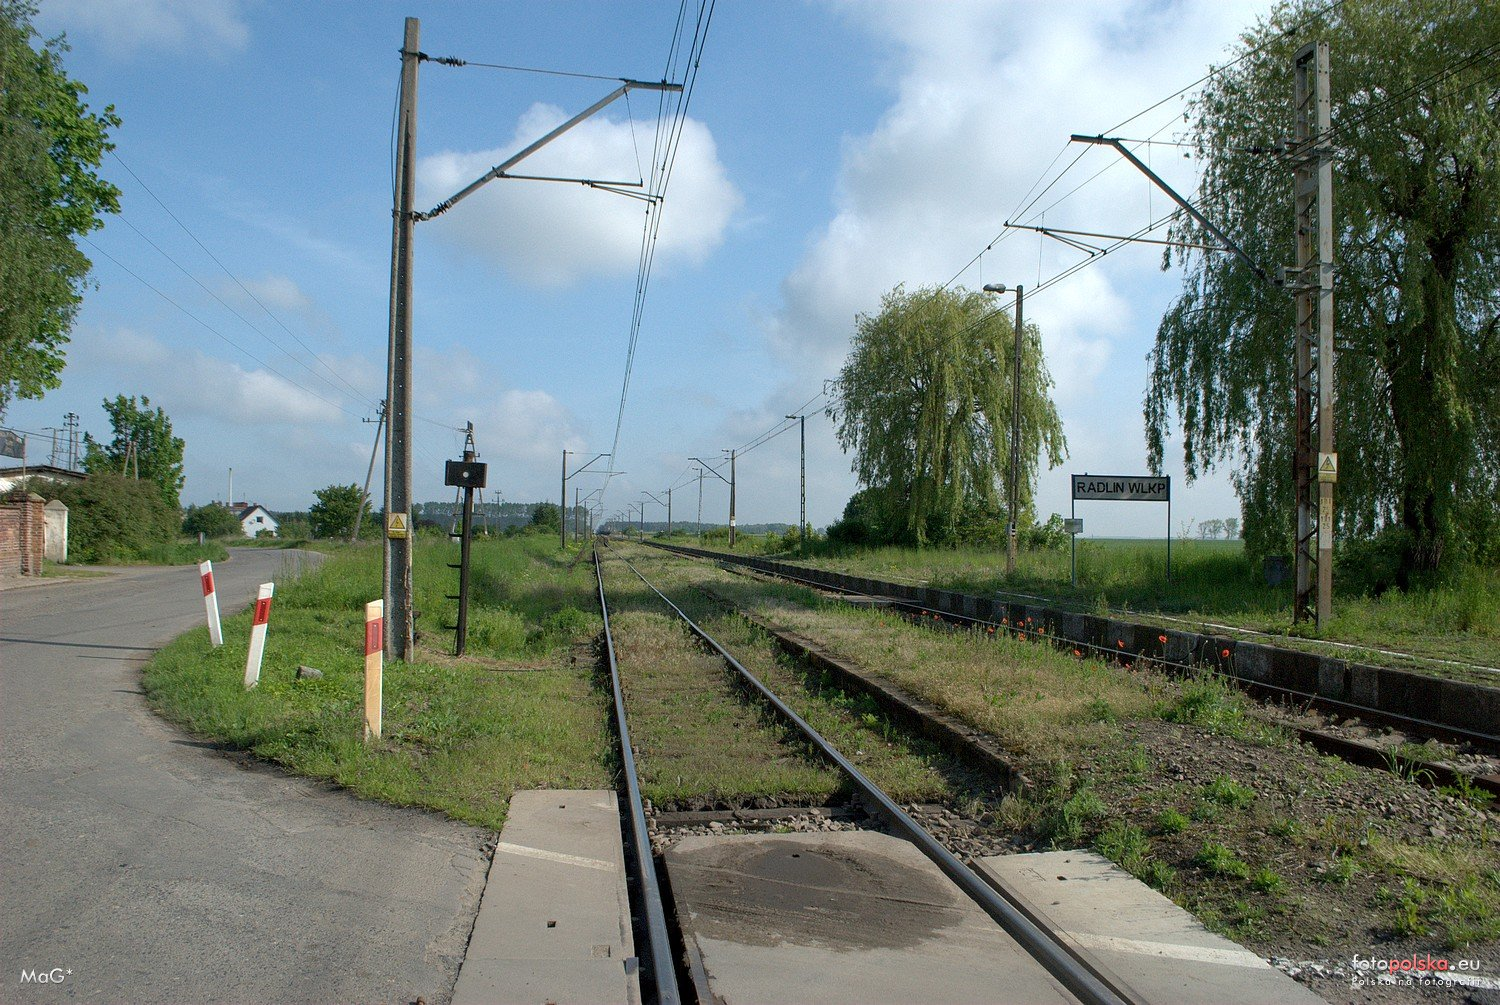 RADLIN WLKP
MaG*
fotopolska.eu
Polska na fotografii